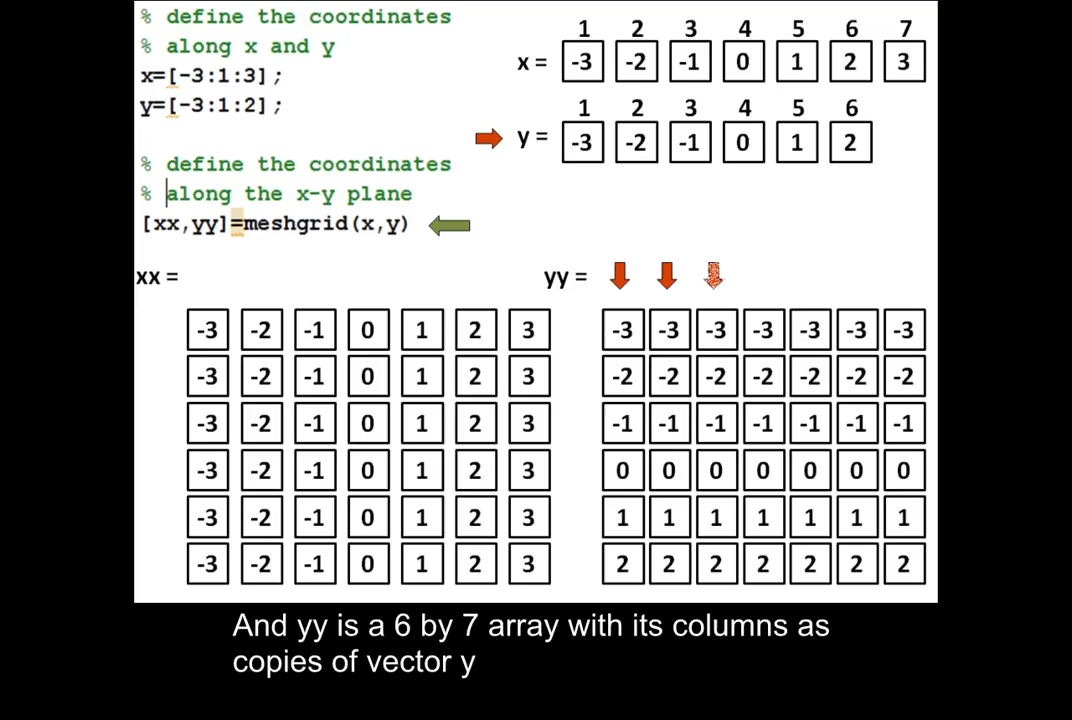 % define the coordinates
% along x and y
x=[-3:1:3];
y=[-3:1:2];
% define the coordinates
% along the x-y plane
[xx,yy]=meshgrid(x,y)
1 2 3 4 5 6 7
x = -3 -2 -1 0 1 2 3
1 2 3 4 5 6
y = -3 -2 -1 0 1 2
xx =
-3 -2 -1 0 1 2 3
-3 -2 -1 0 1 2 3
-3 -2 -1 0 1 2 3
-3 -2 -1 0 1 2 3
-3 -2 -1 0 1 2 3
-3 -2 -1 0 1 2 3
yy =
-3 -3 -3 -3 -3 -3 -3
-2 -2 -2 -2 -2 -2 -2
-1 -1 -1 -1 -1 -1 -1
0 0 0 0 0 0 0
1 1 1 1 1 1 1
2 2 2 2 2 2 2
And yy is a 6 by 7 array with its columns as
copies of vector y